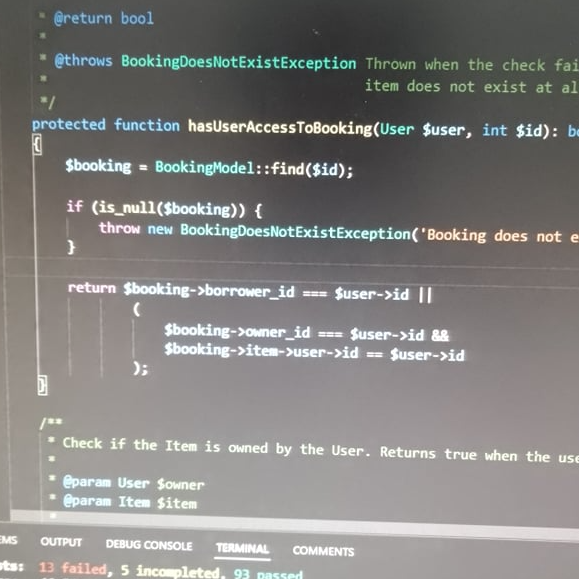 * @return bool
*
* @throws BookingDoesNotExistException Thrown when the check fai
* item does not exist at al
*/
protected function hasUserAccessToBooking(User $user, int $id): bo
{
$booking = BookingModel::find($id);
if (is_null($booking)) {
throw new BookingDoesNotExistException('Booking does not e
}
return $booking->borrower_id === $user->id ||
(
$booking->owner_id === $user->id &&
$booking->item->user->id == $user->id
);
}
/**
* Check if the Item is owned by the User. Returns true when the use
*
* @param User $owner
* @param Item $item
*
EMS OUTPUT DEBUG CONSOLE TERMINAL COMMENTS
sts: 13 failed, 5 incompleted, 93 passed